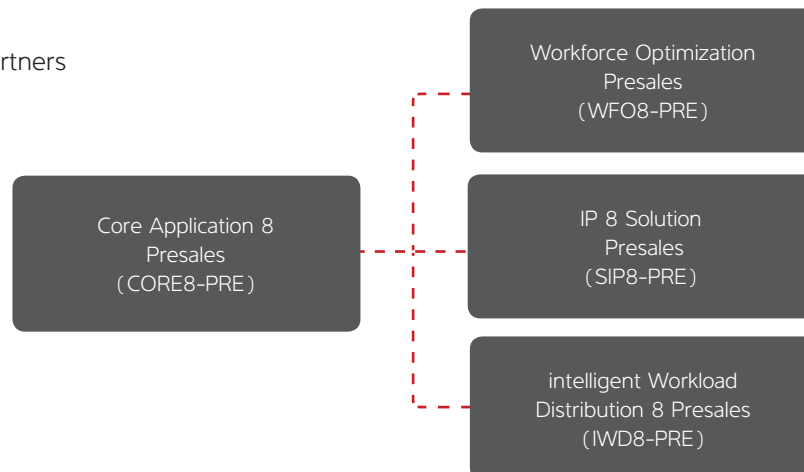 rtners
Workforce Optimization
Presales
(WFO8-PRE)
Core Application 8
Presales
(CORE8-PRE)
IP 8 Solution
Presales
(SIP8-PRE)
intelligent Workload
Distribution 8 Presales
(IWD8-PRE)